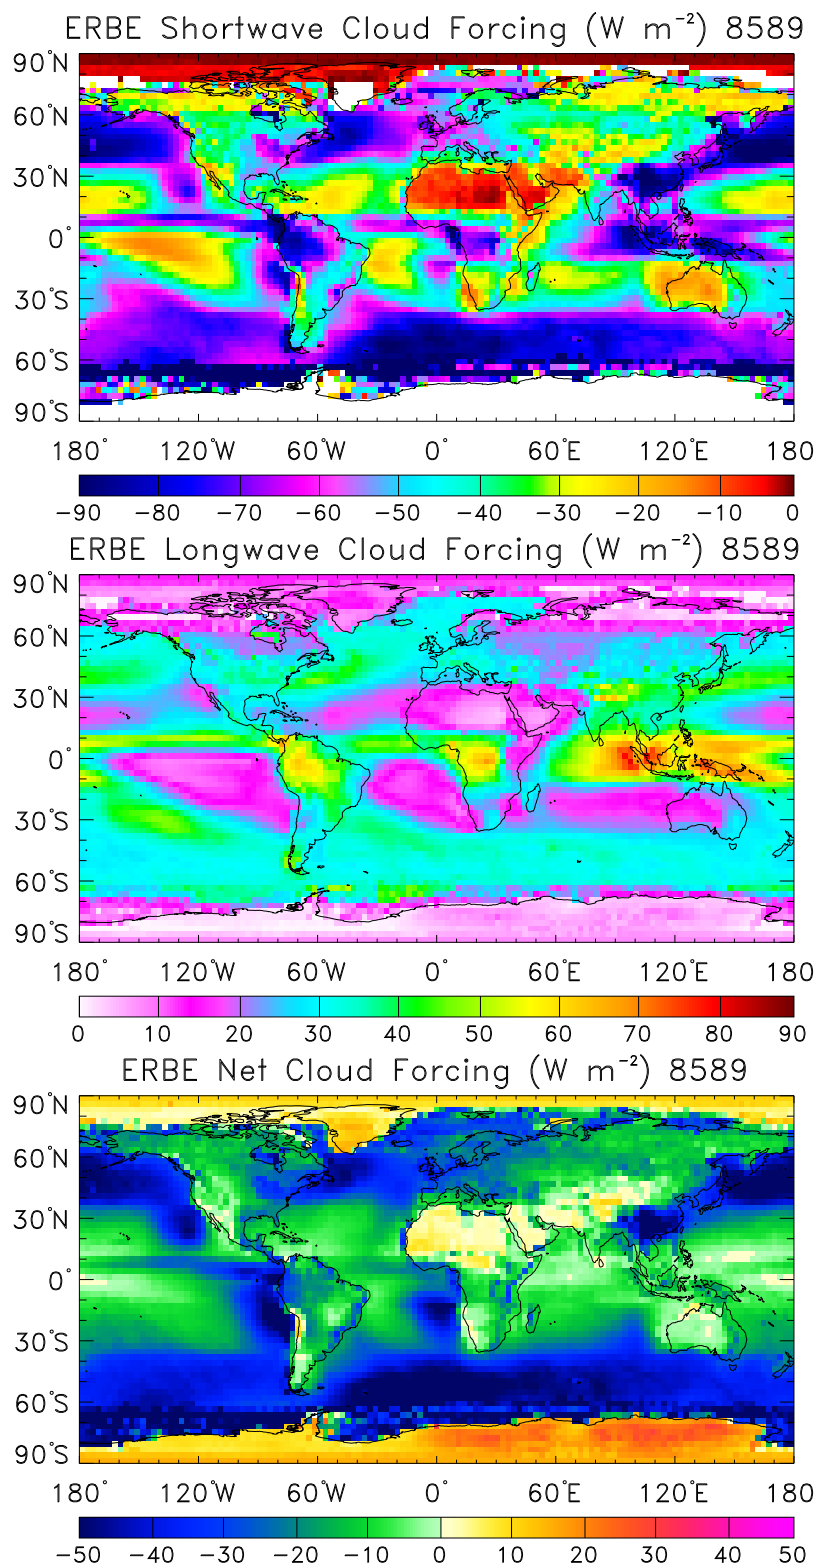 ERBE Shortwave Cloud Forcing (W m⁻²) 8589
90°N
60°N
30°N
0°
30°S
60°S
90°S
180° 120°W 60°W 0° 60°E 120°E 180
−90 −80 −70 −60 −50 −40 −30 −20 −10 0
ERBE Longwave Cloud Forcing (W m⁻²) 8589
90°N
60°N
30°N
0°
30°S
60°S
90°S
180° 120°W 60°W 0° 60°E 120°E 180
0 10 20 30 40 50 60 70 80 90
ERBE Net Cloud Forcing (W m⁻²) 8589
90°N
60°N
30°N
0°
30°S
60°S
90°S
180° 120°W 60°W 0° 60°E 120°E 180
−50 −40 −30 −20 −10 0 10 20 30 40 50